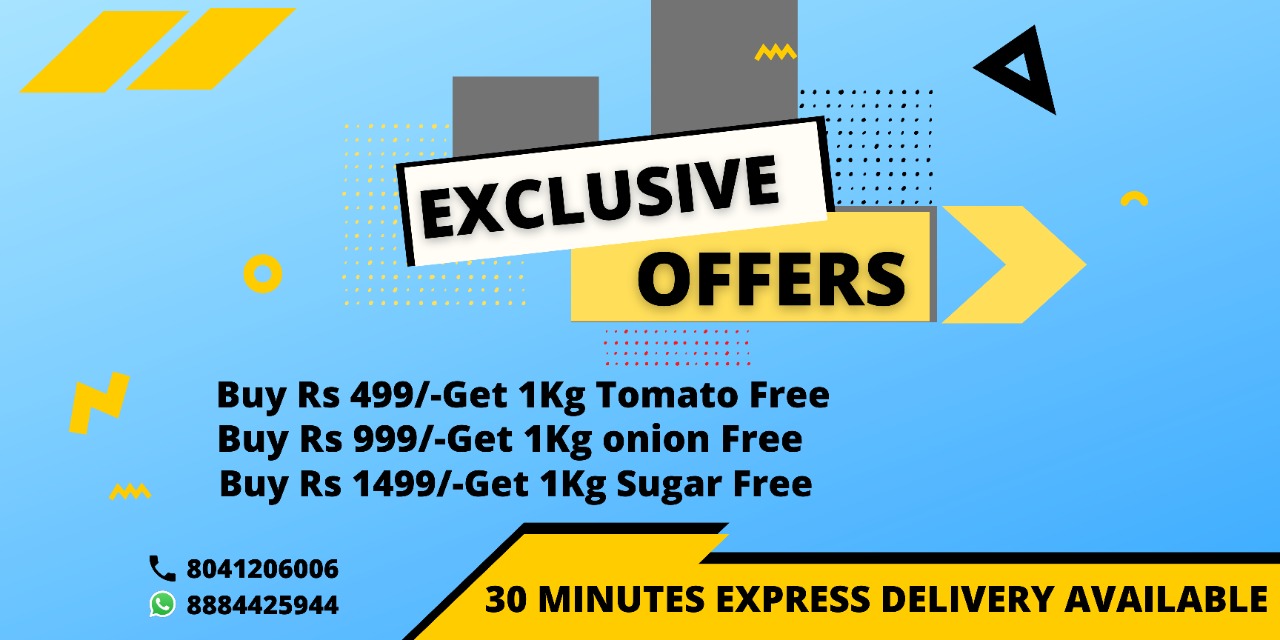 EXCLUSIVE
OFFERS
Buy Rs 499/-Get 1Kg Tomato Free
Buy Rs 999/-Get 1Kg onion Free
Buy Rs 1499/-Get 1Kg Sugar Free
8041206006
8884425944
30 MINUTES EXPRESS DELIVERY AVAILABLE